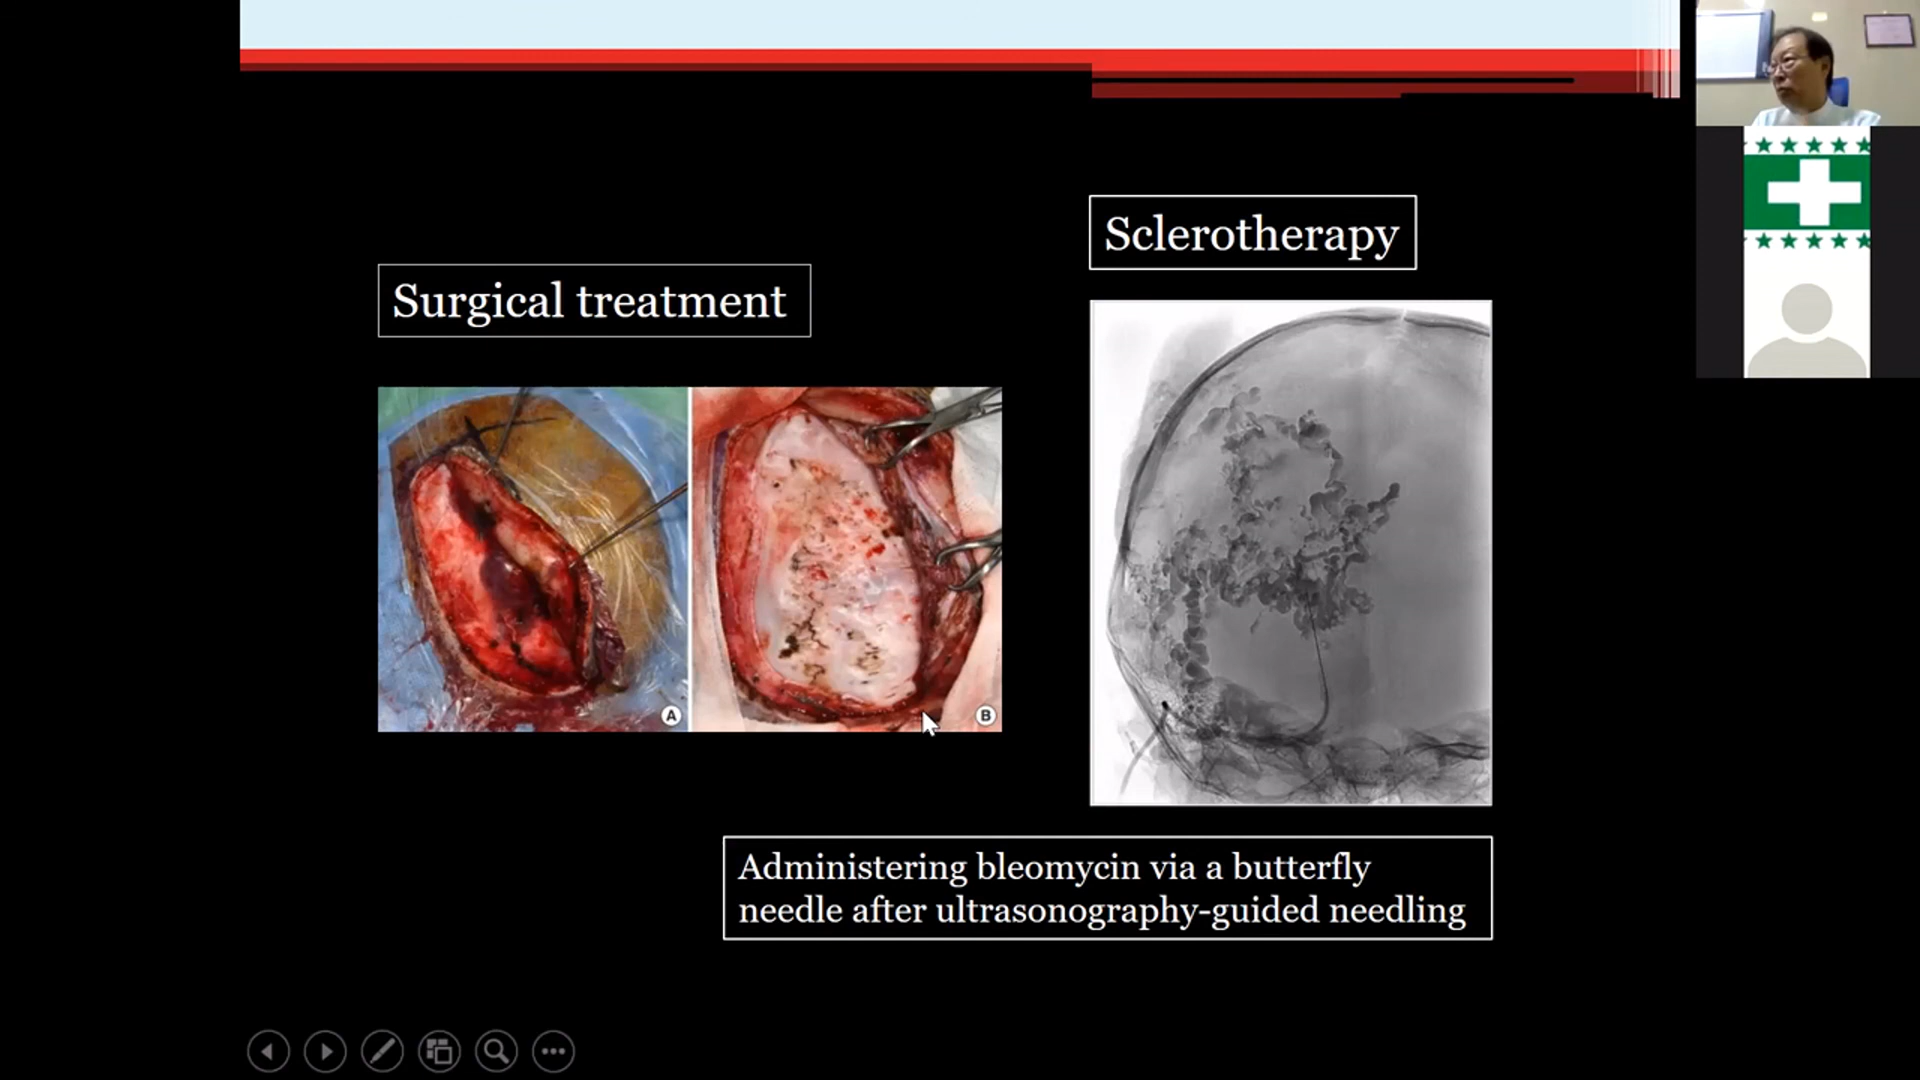 Sclerotherapy
Surgical treatment
A
B
Administering bleomycin via a butterfly
needle after ultrasonography-guided needling